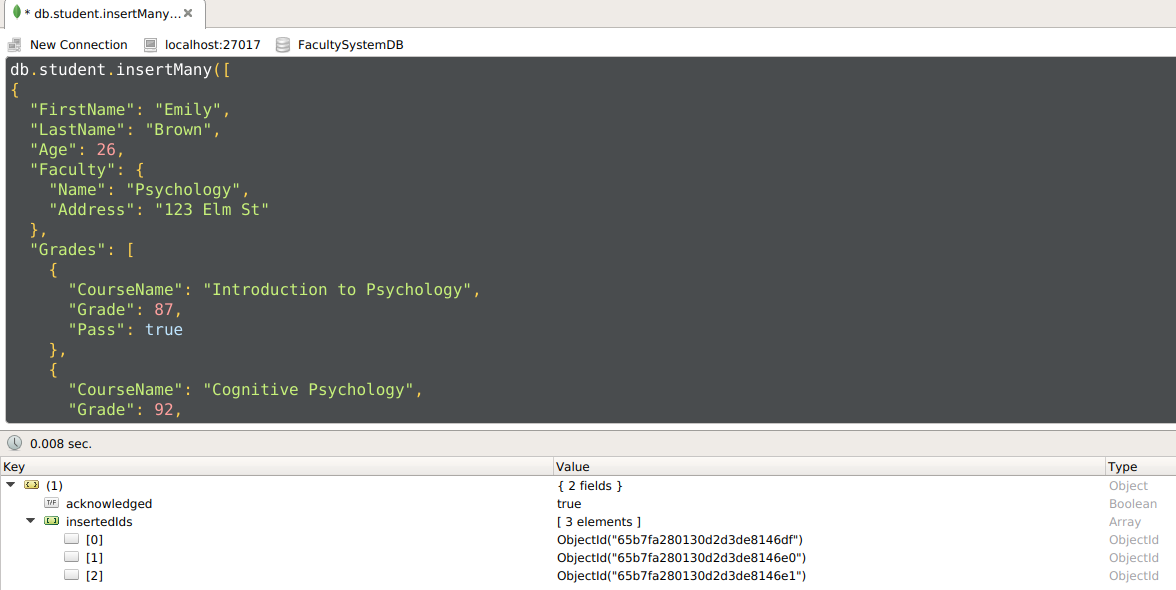 * db.student.insertMany...
New Connection localhost:27017 FacultySystemDB
db.student.insertMany([
{
"FirstName": "Emily",
"LastName": "Brown",
"Age": 26,
"Faculty": {
"Name": "Psychology",
"Address": "123 Elm St"
},
"Grades": [
{
"CourseName": "Introduction to Psychology",
"Grade": 87,
"Pass": true
},
{
"CourseName": "Cognitive Psychology",
"Grade": 92,
0.008 sec.
Key Value Type
(1) { 2 fields } Object
T/F acknowledged true Boolean
insertedIds [ 3 elements ] Array
[0] ObjectId("65b7fa280130d2d3de8146df") ObjectId
[1] ObjectId("65b7fa280130d2d3de8146e0") ObjectId
[2] ObjectId("65b7fa280130d2d3de8146e1") ObjectId